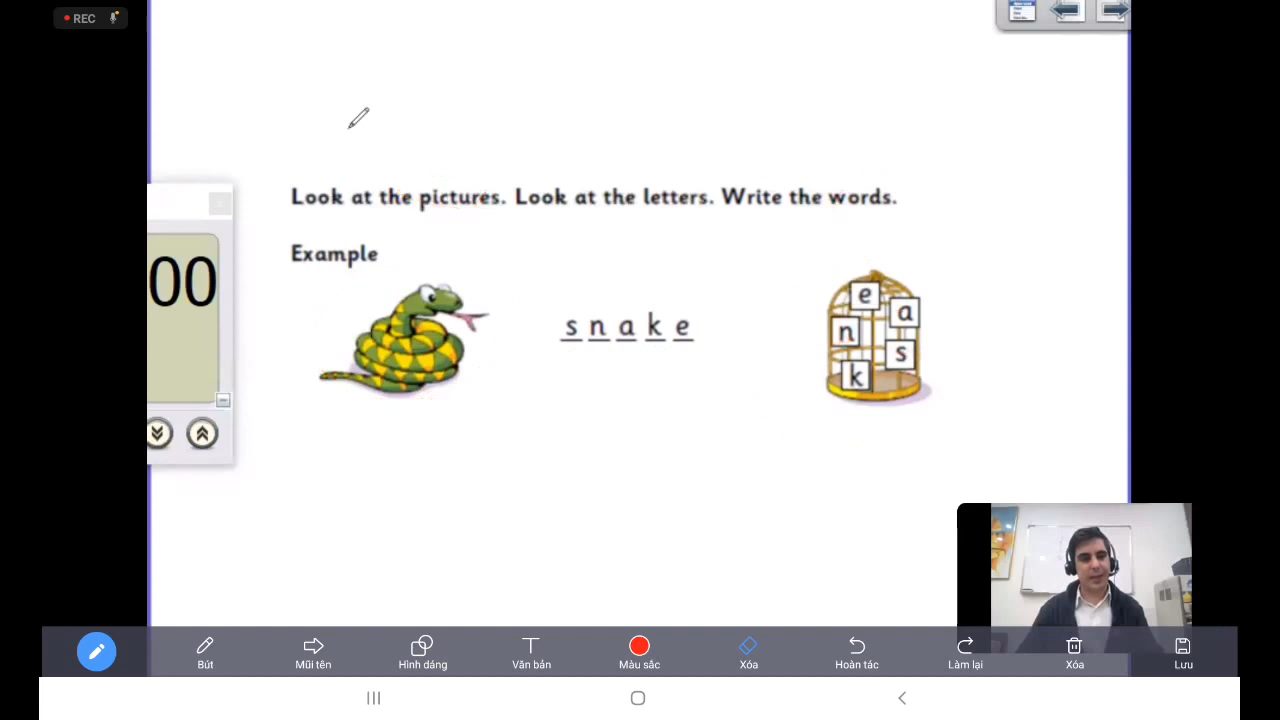 REC
Look at the pictures. Look at the letters. Write the words.
00
Example
s n a k e
e
a
n
s
k
Bút
Mũi tên
Hình dáng
Văn bản
Màu sắc
Xóa
Hoàn tác
Làm lại
Xóa
Lưu